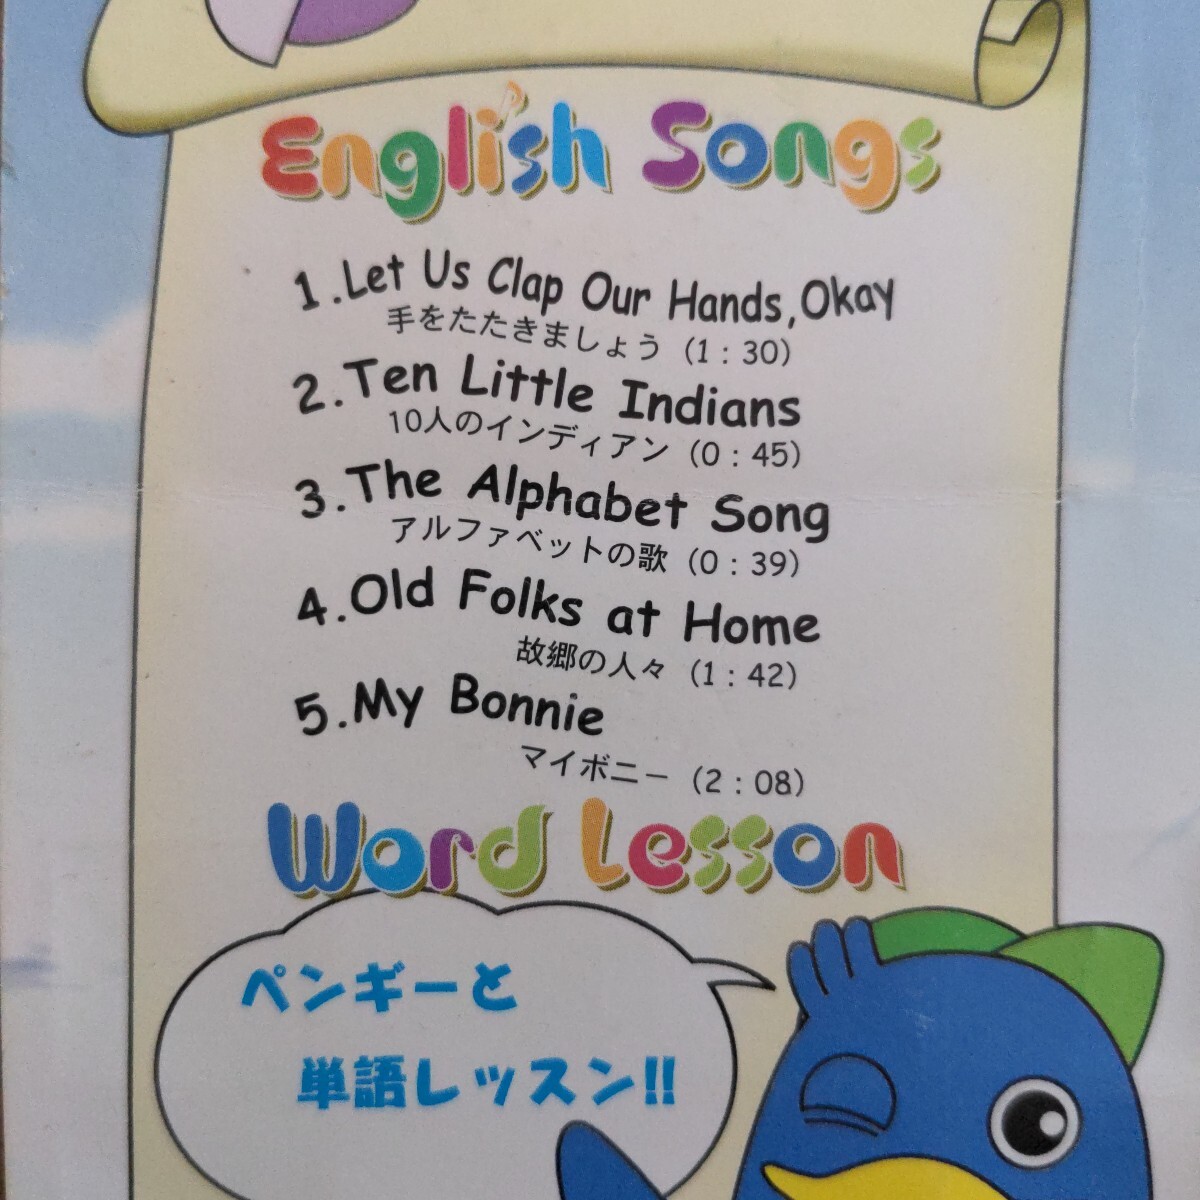 English Songs
1.Let Us Clap Our Hands,Okay
手をたたきましょう (1:30)
2.Ten Little Indians
10人のインディアン (0:45)
3.The Alphabet Song
アルファベットの歌 (0:39)
4.Old Folks at Home
故郷の人々 (1:42)
5.My Bonnie
マイボニー (2:08)
Word Lesson
ペンギーと
単語レッスン!!